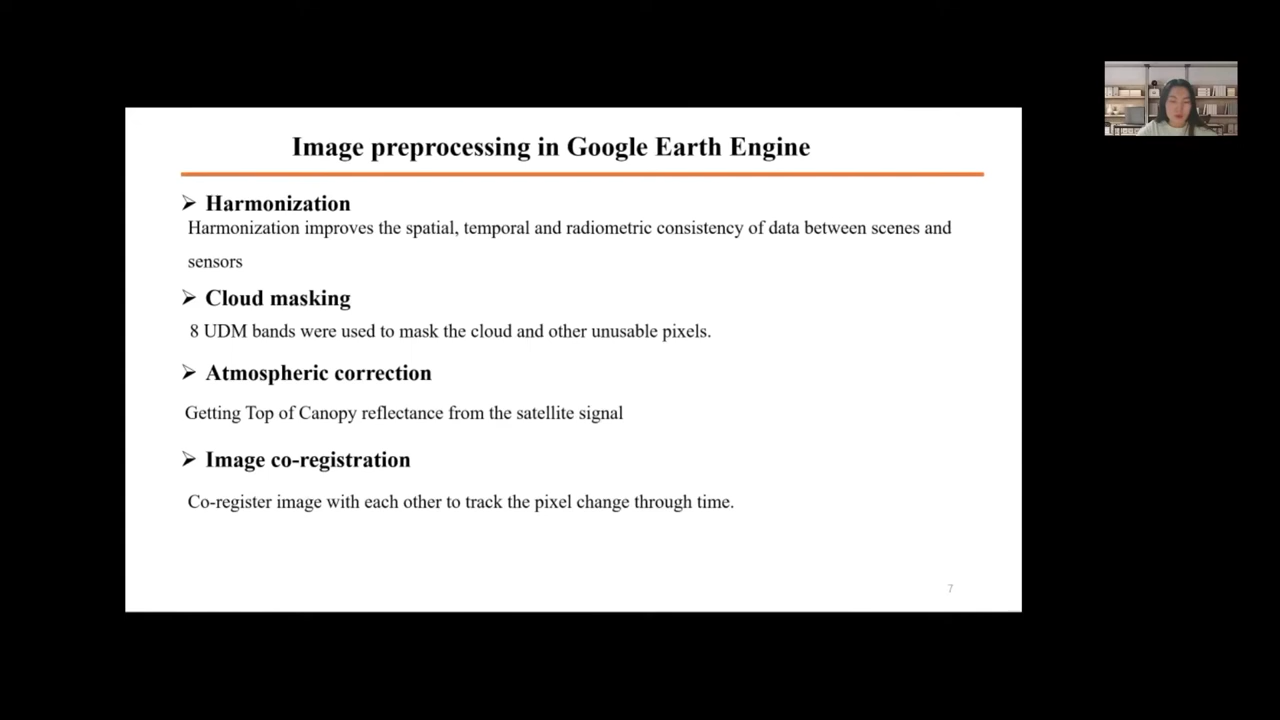 Image preprocessing in Google Earth Engine
➢ Harmonization
Harmonization improves the spatial, temporal and radiometric consistency of data between scenes and
sensors
➢ Cloud masking
8 UDM bands were used to mask the cloud and other unusable pixels.
➢ Atmospheric correction
Getting Top of Canopy reflectance from the satellite signal
➢ Image co-registration
Co-register image with each other to track the pixel change through time.
7